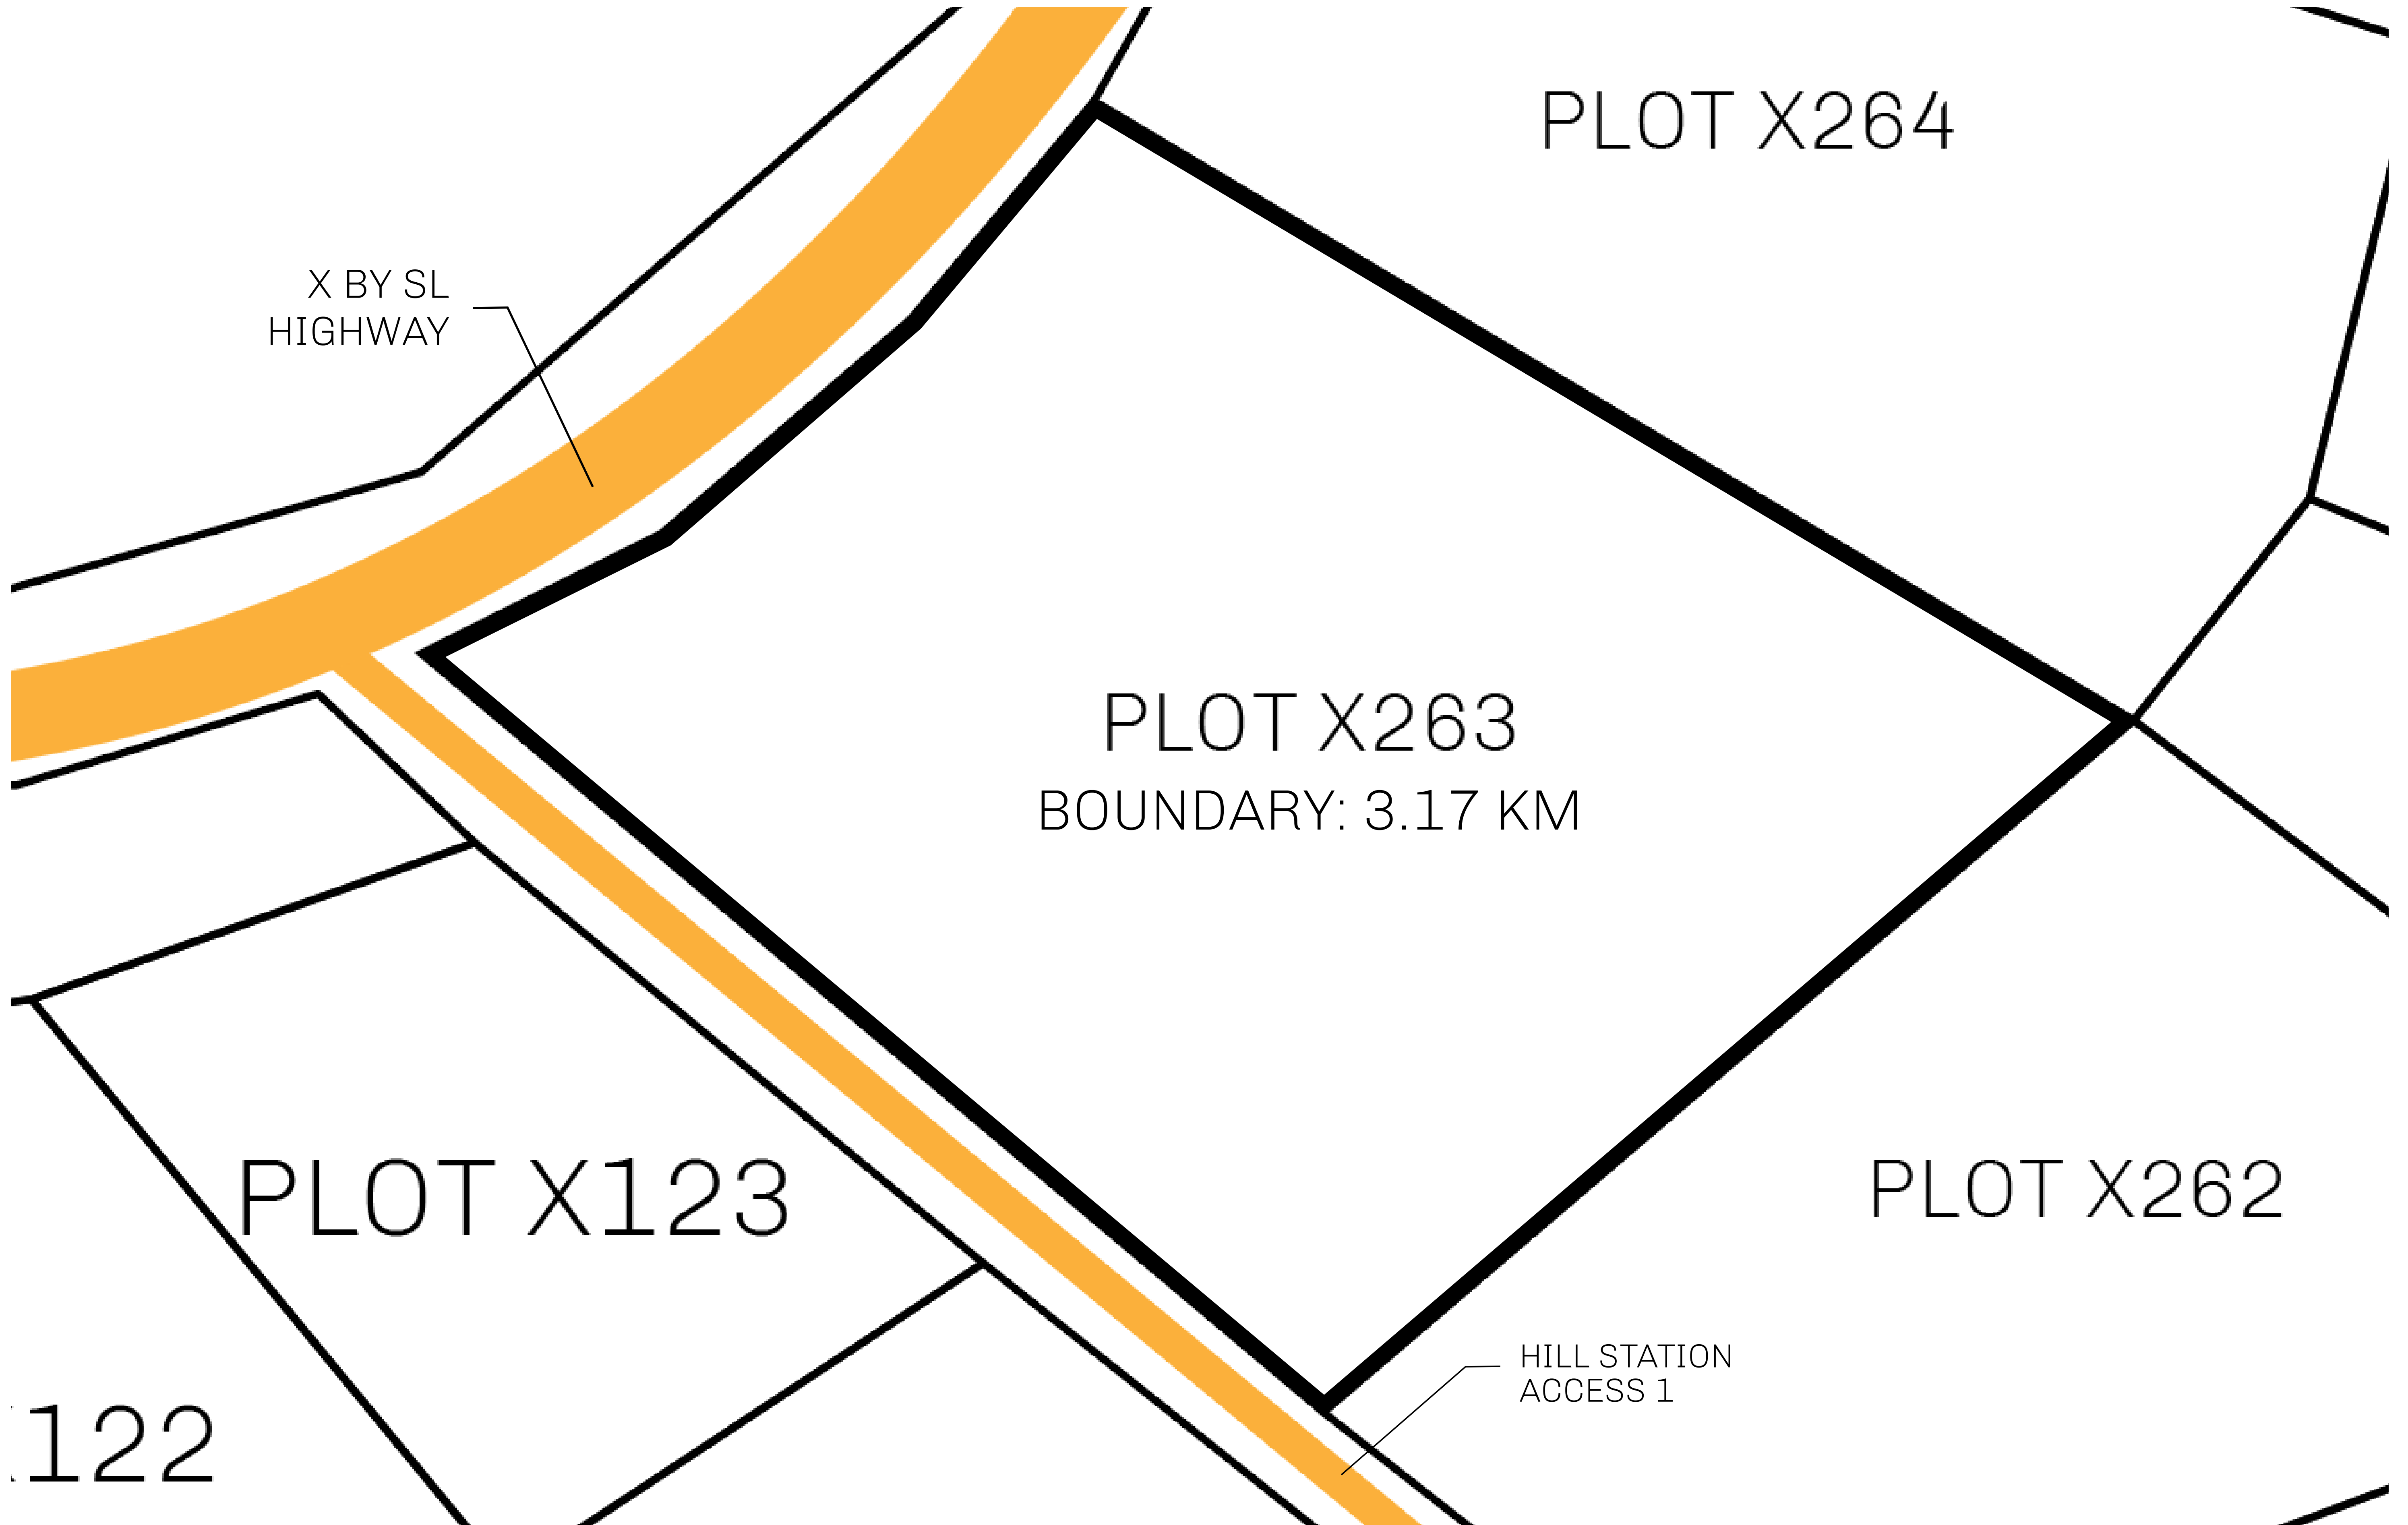 PLOT X264
X BY SL
HIGHWAY
PLOT X263
BOUNDARY: 3.17 KM
PLOT X123
PLOT X262
HILL STATION
ACCESS 1
122